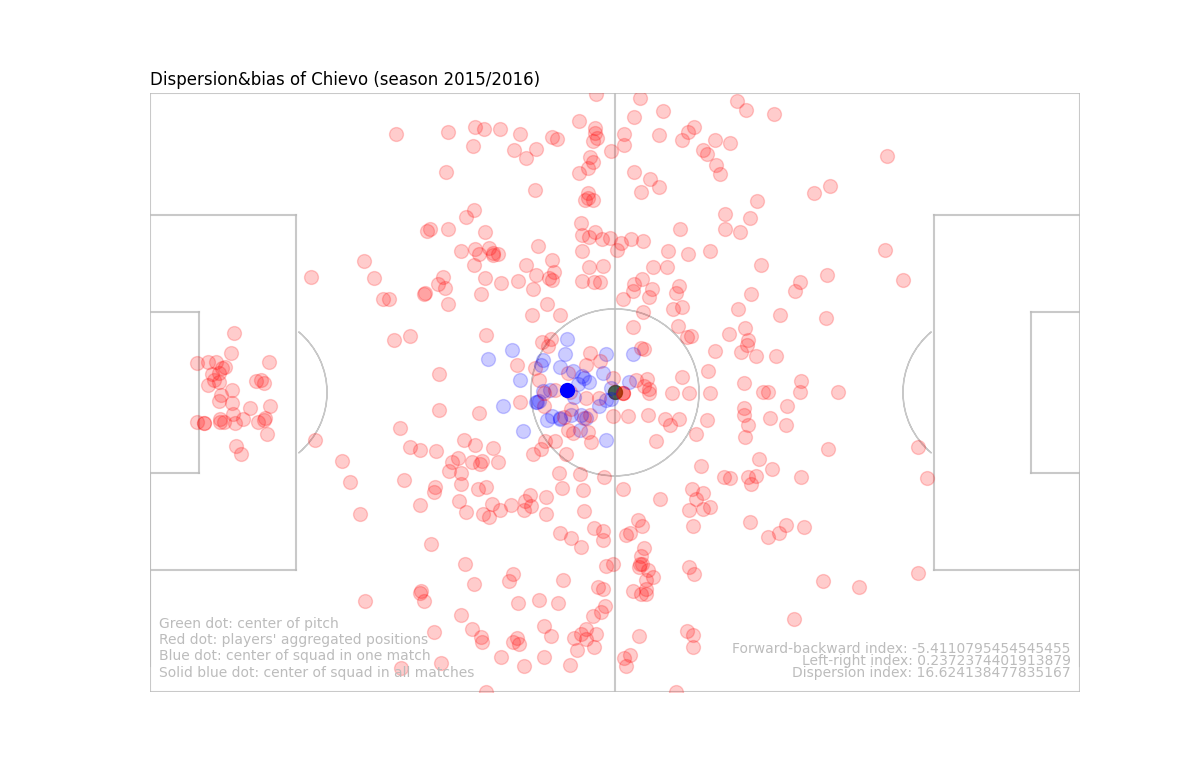 Dispersion&bias of Chievo (season 2015/2016)
Green dot: center of pitch
Red dot: players' aggregated positions
Blue dot: center of squad in one match
Solid blue dot: center of squad in all matches
Forward-backward index: -5.4110795454545455
Left-right index: 0.2372374401913879
Dispersion index: 16.624138477835167